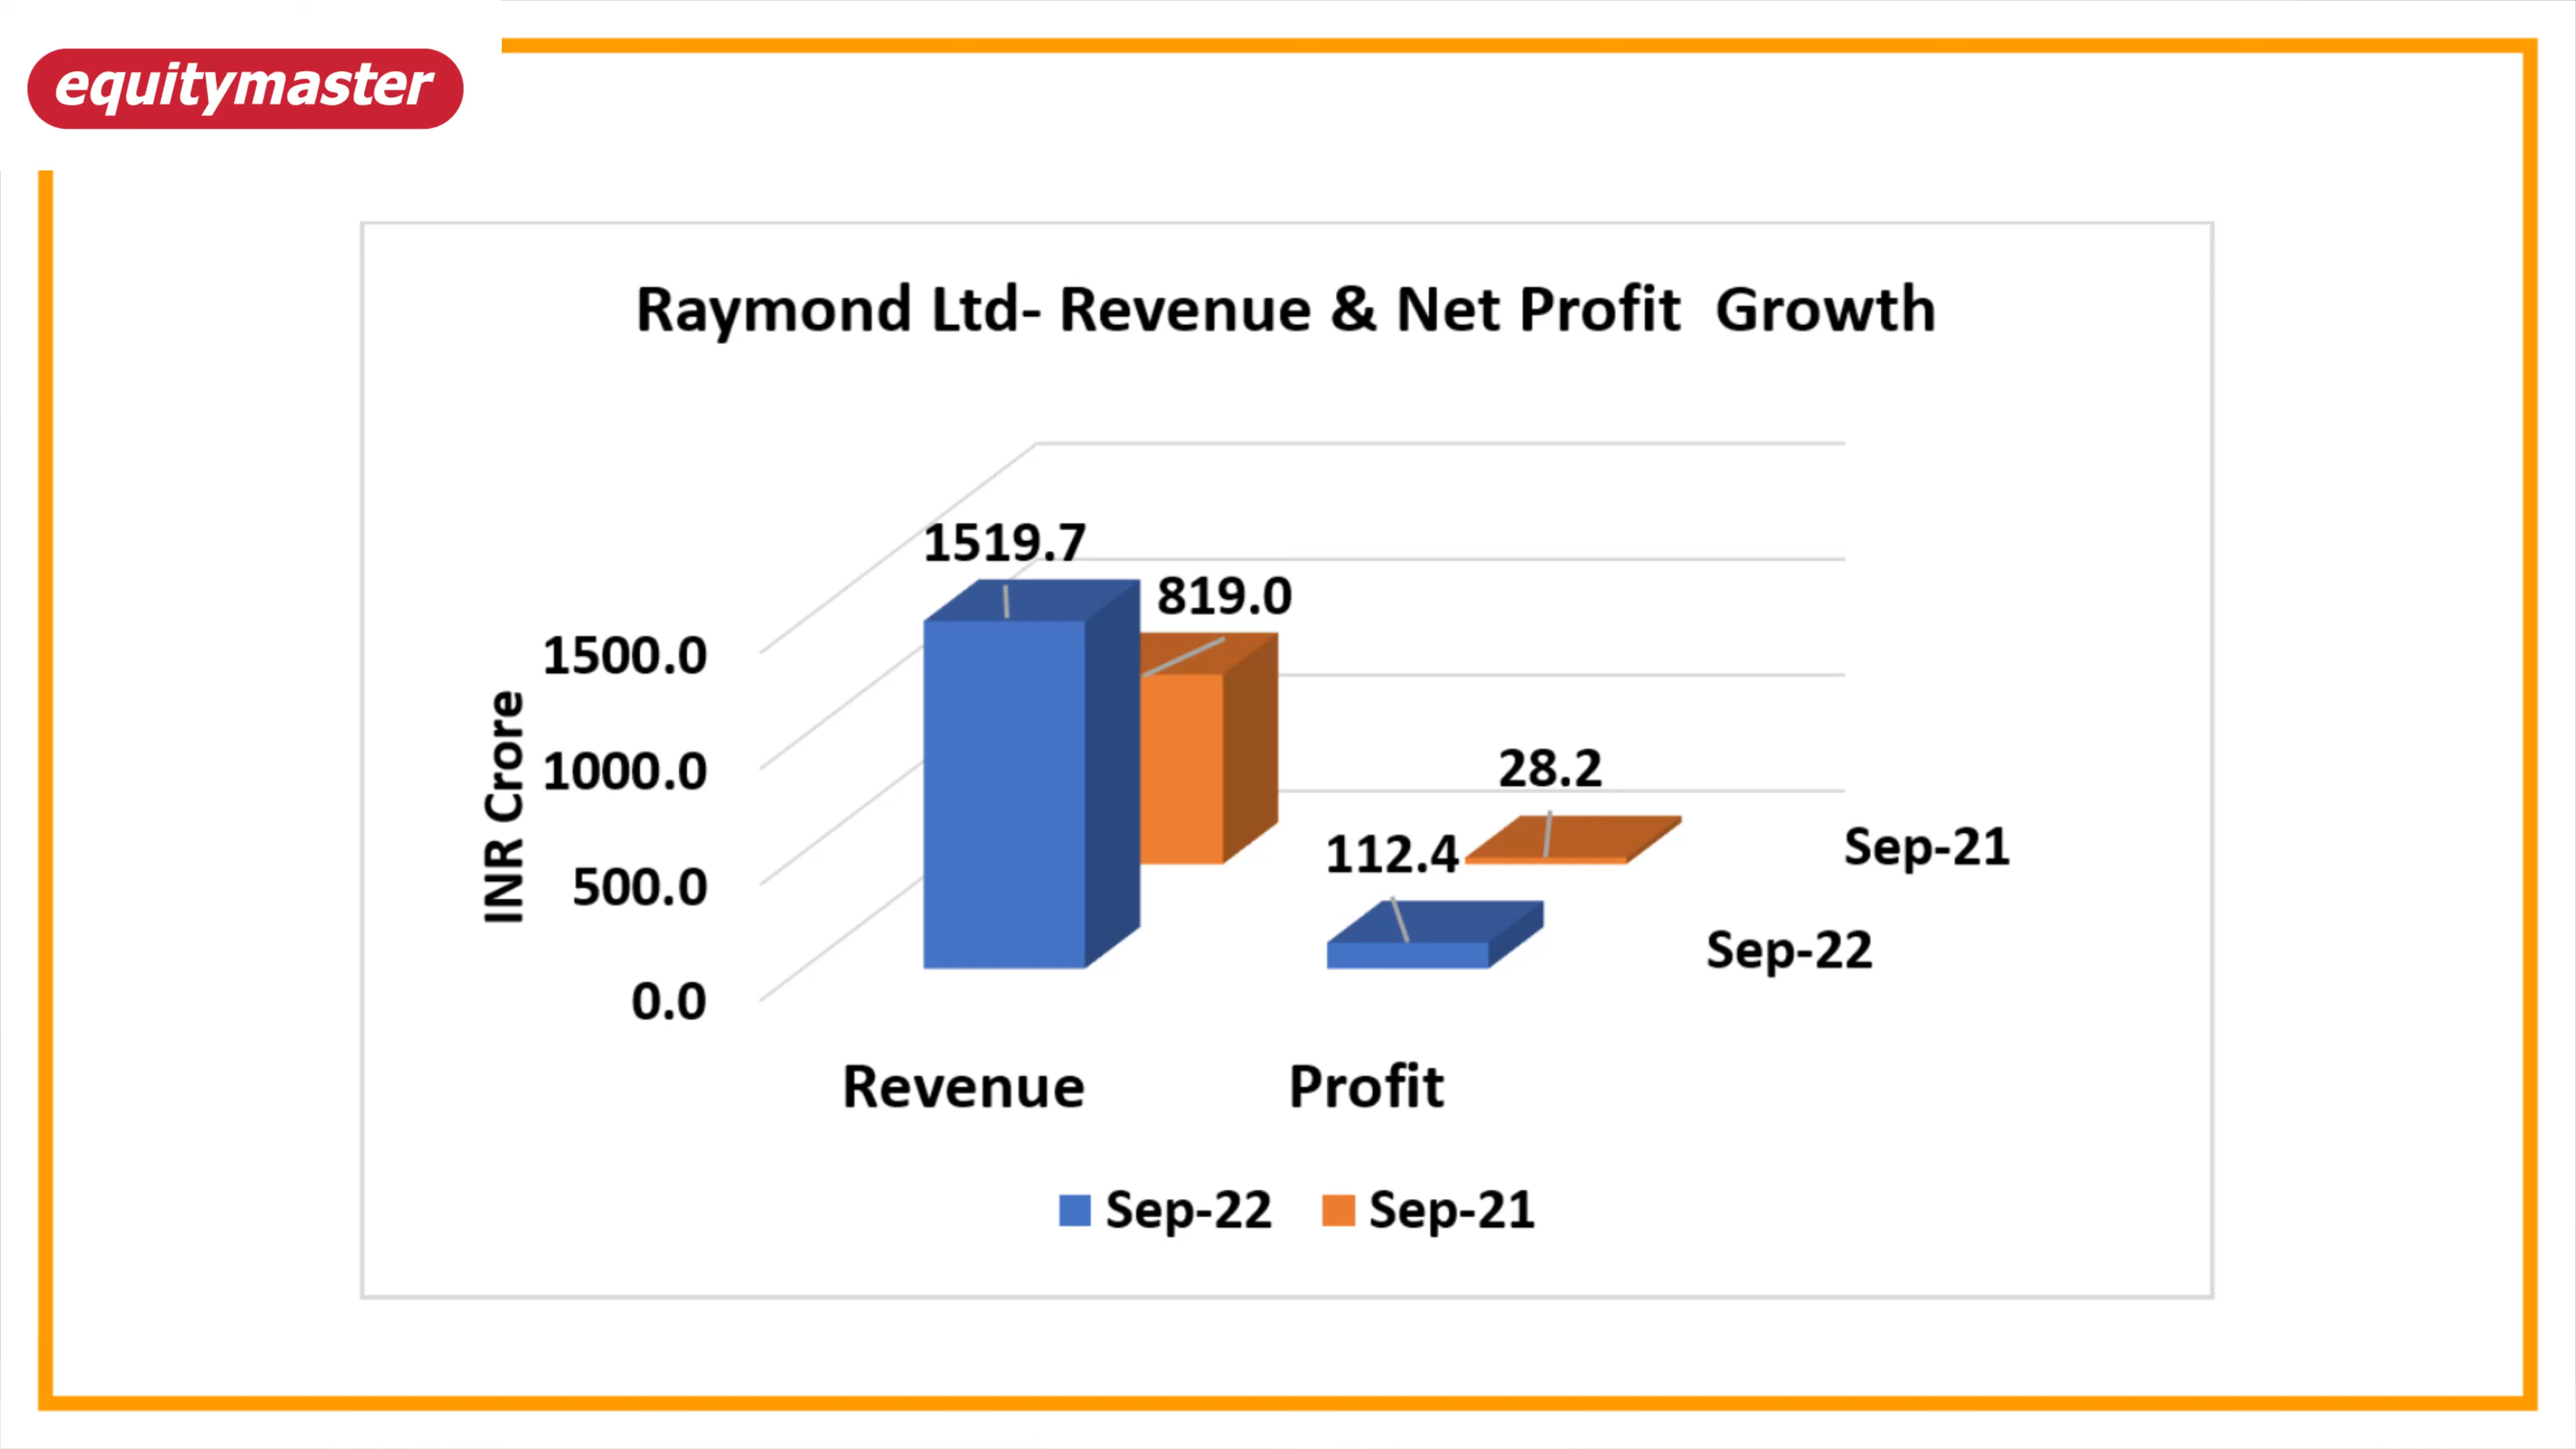 equitymaster
Raymond Ltd- Revenue & Net Profit  Growth
1519.7
819.0
1500.0
1000.0
500.0
0.0
INR Crore
28.2
112.4
Sep-21
Sep-22
Revenue
Profit
Sep-22
Sep-21